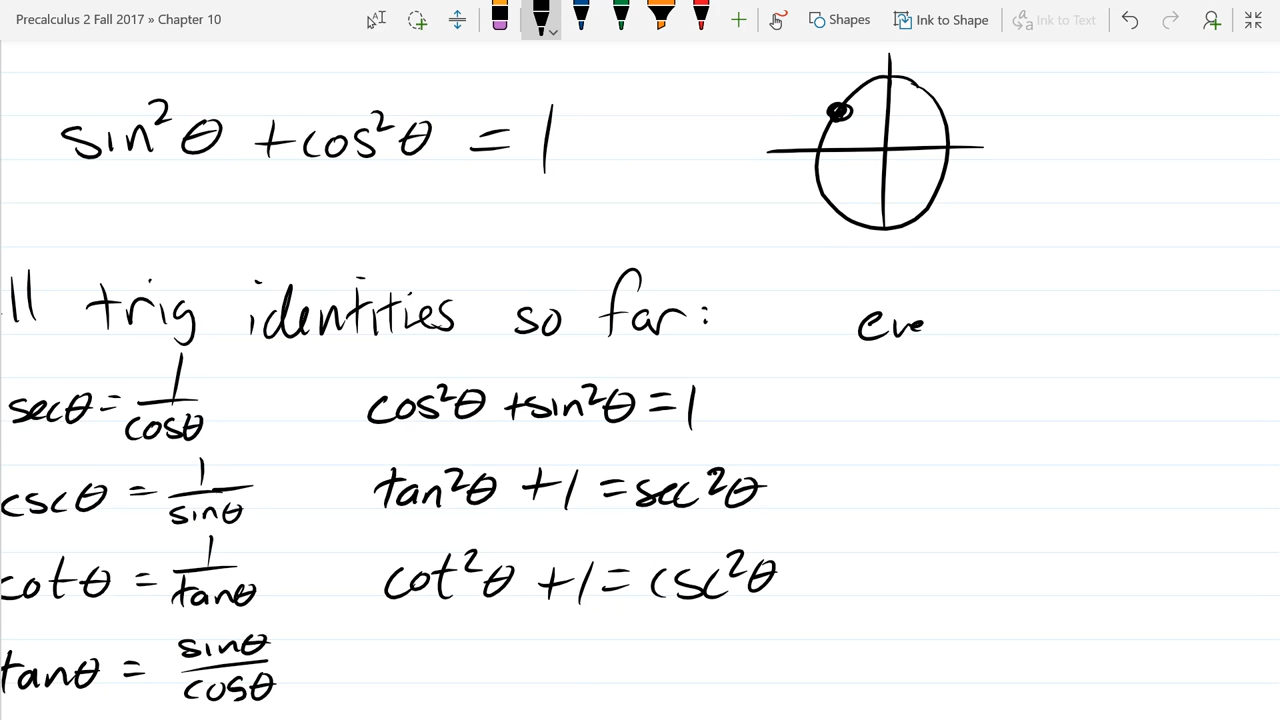 Precalculus 2 Fall 2017 » Chapter 10
Shapes
Ink to Shape
Ink to Text
sin²θ + cos²θ = 1
ll trig identities so far: eve
secθ = 1/cosθ cos²θ + sin²θ = 1
cscθ = 1/sinθ tan²θ + 1 = sec²θ
cotθ = 1/tanθ cot²θ + 1 = csc²θ
tanθ = sinθ/cosθ